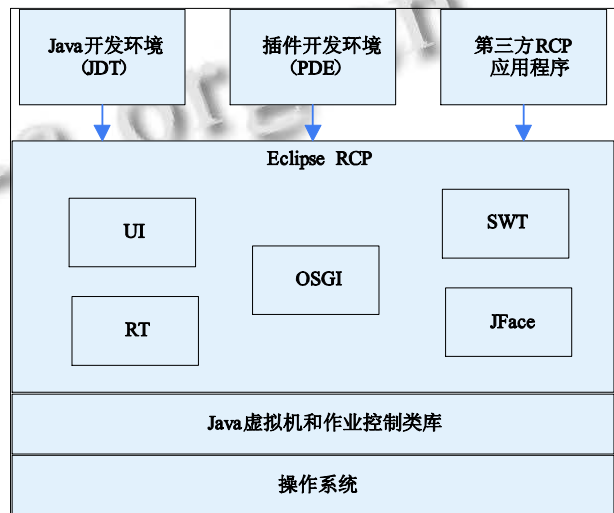 Java开发环境
(JDT)
插件开发环境
(PDE)
第三方RCP
应用程序
Eclipse RCP
UI
SWT
OSGI
RT
JFace
Java虚拟机和作业控制类库
操作系统